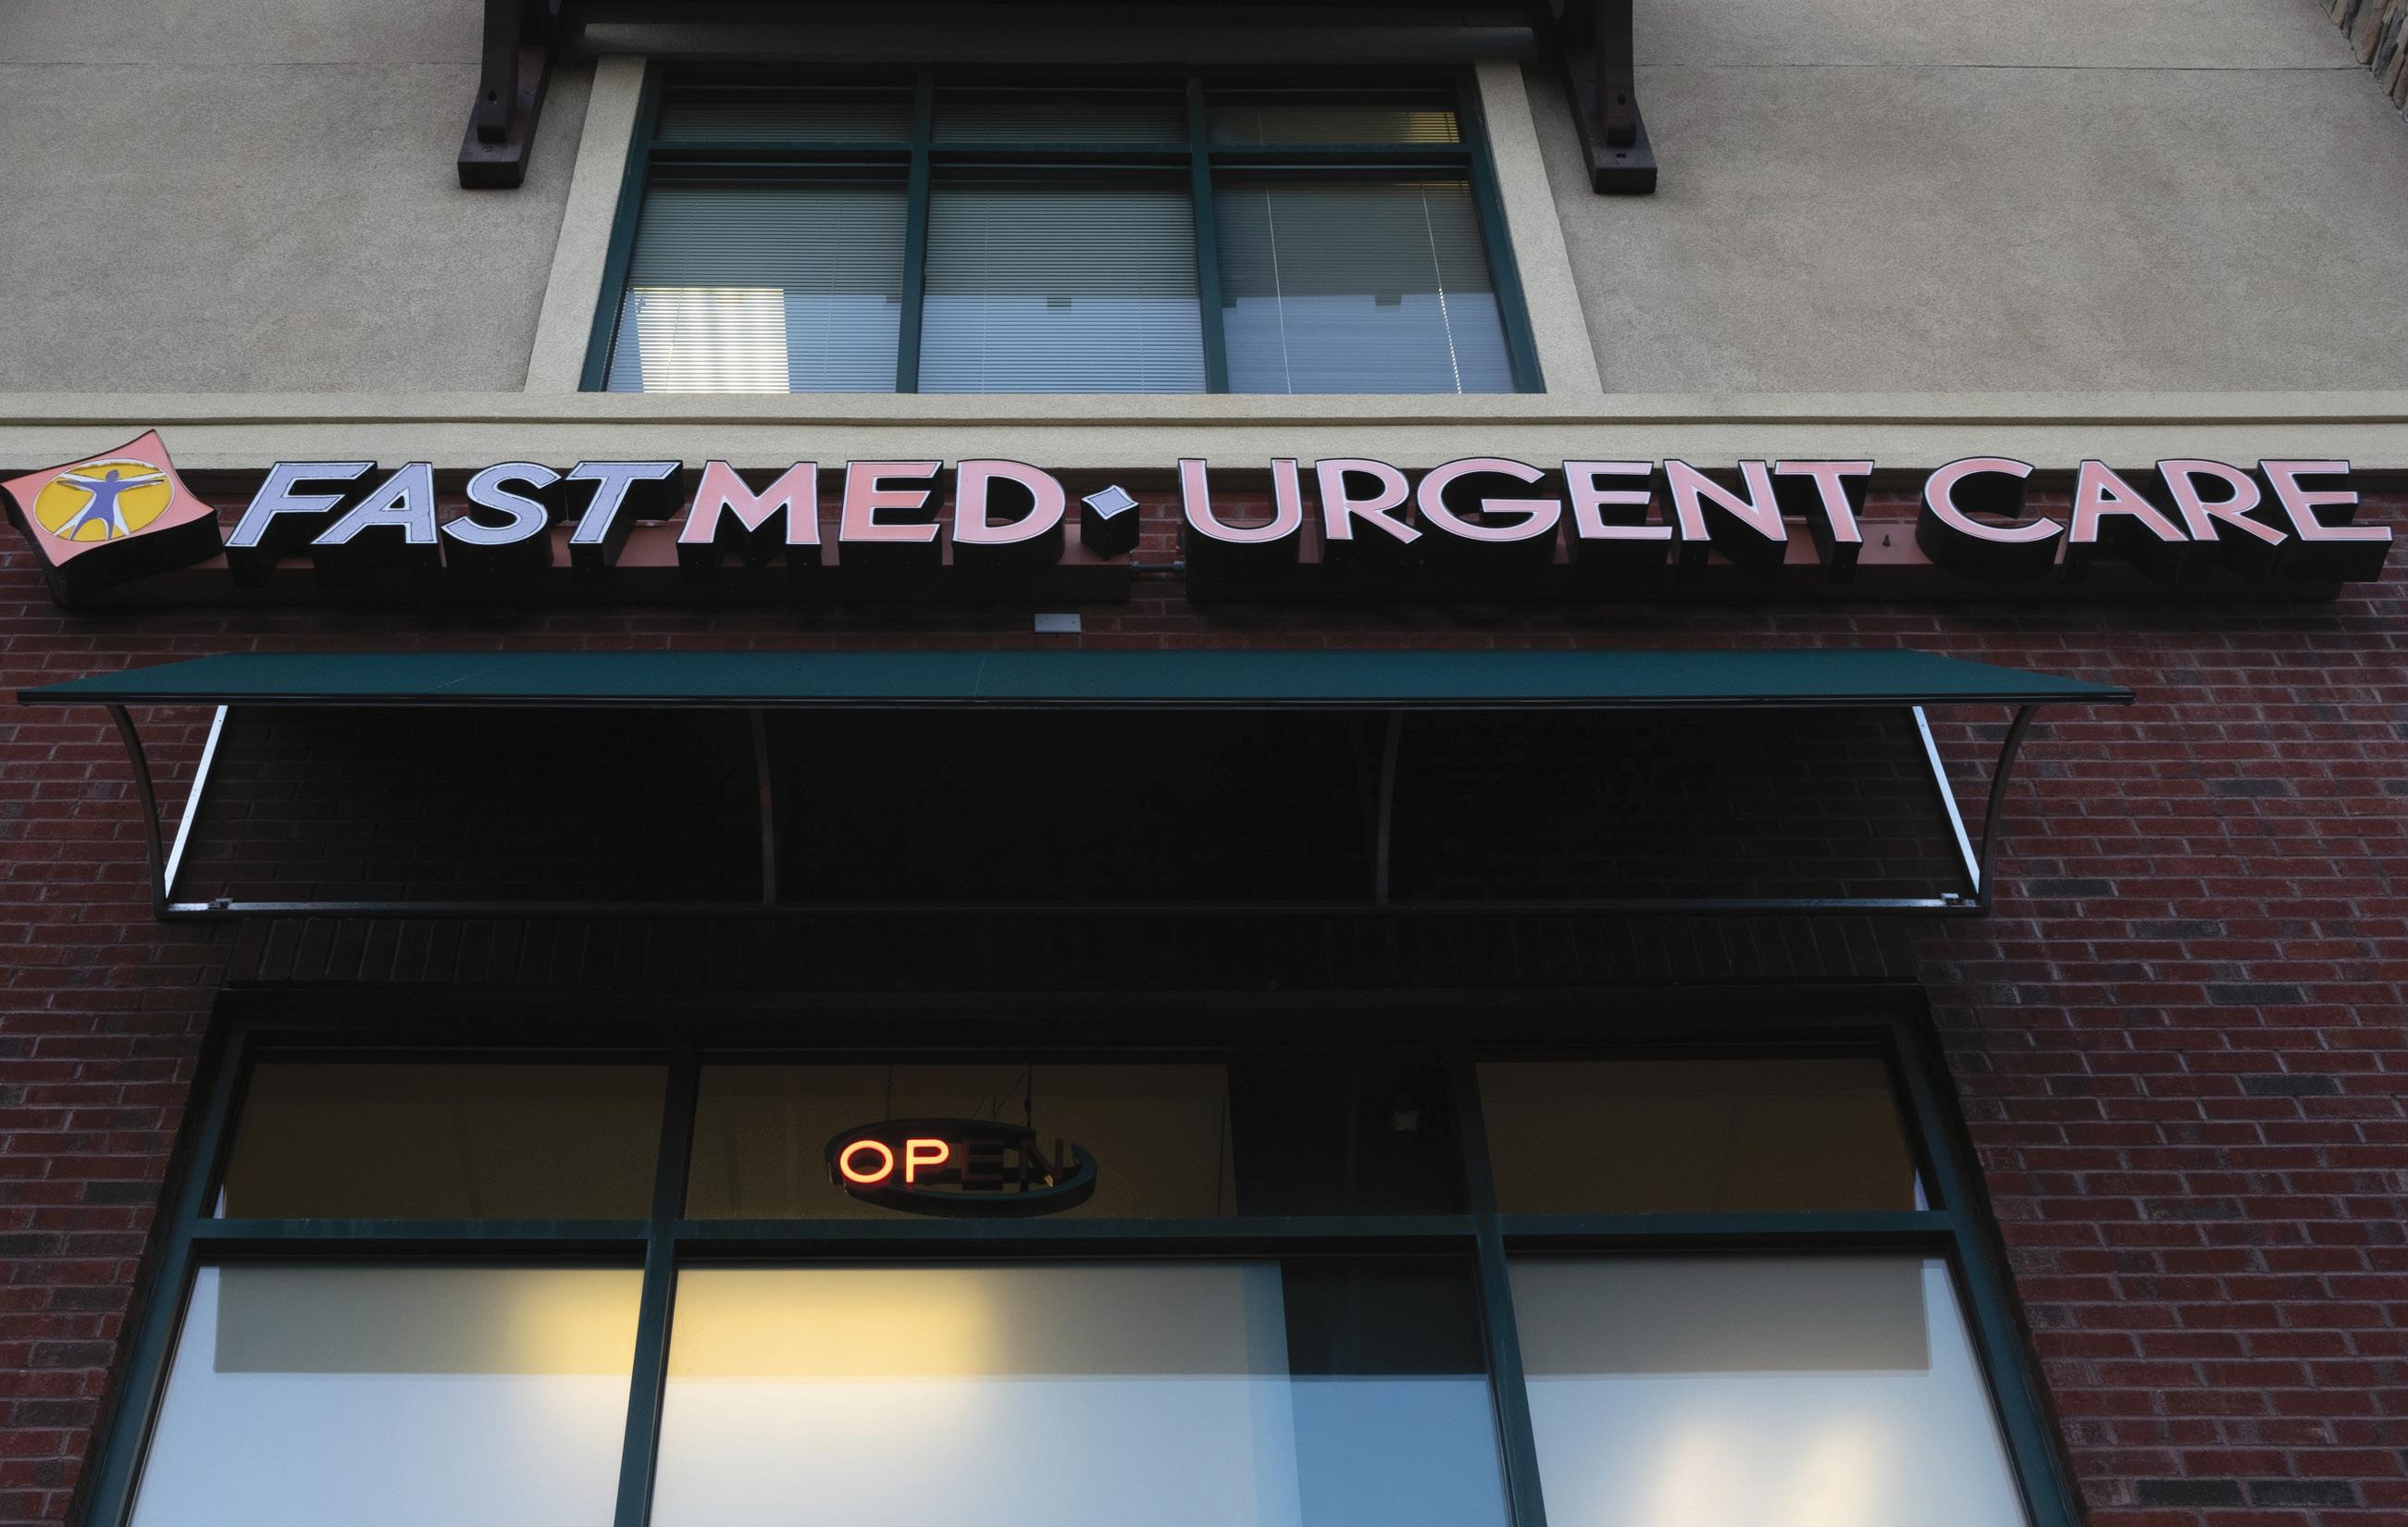 FASTMED · URGENT CARE
OPEN